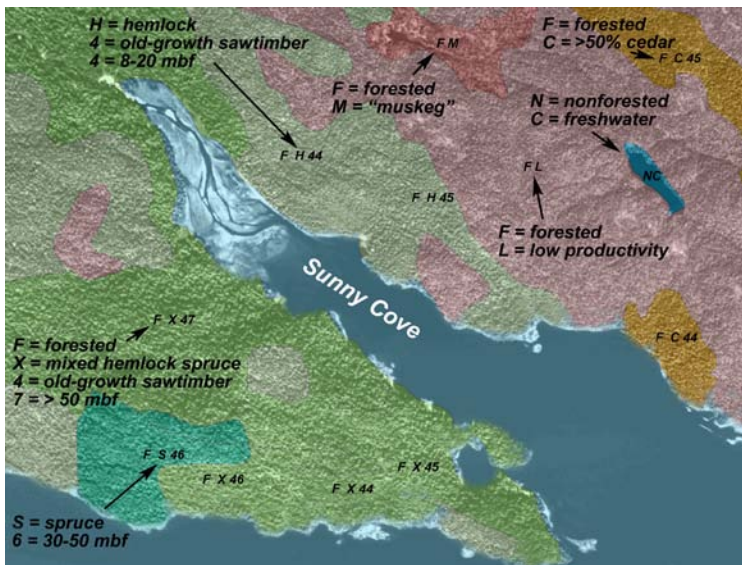 H = hemlock
4 = old-growth sawtimber
4 = 8-20 mbf
F M
F = forested
M = “muskeg”
F = forested
C = >50% cedar
F C 45
N = nonforested
C = freshwater
NC
F H 44
F H 45
F L
F = forested
L = low productivity
Sunny Cove
F X 47
F = forested
X = mixed hemlock spruce
4 = old-growth sawtimber
7 = > 50 mbf
F C 44
F S 46
F X 46
F X 44
F X 45
S = spruce
6 = 30-50 mbf